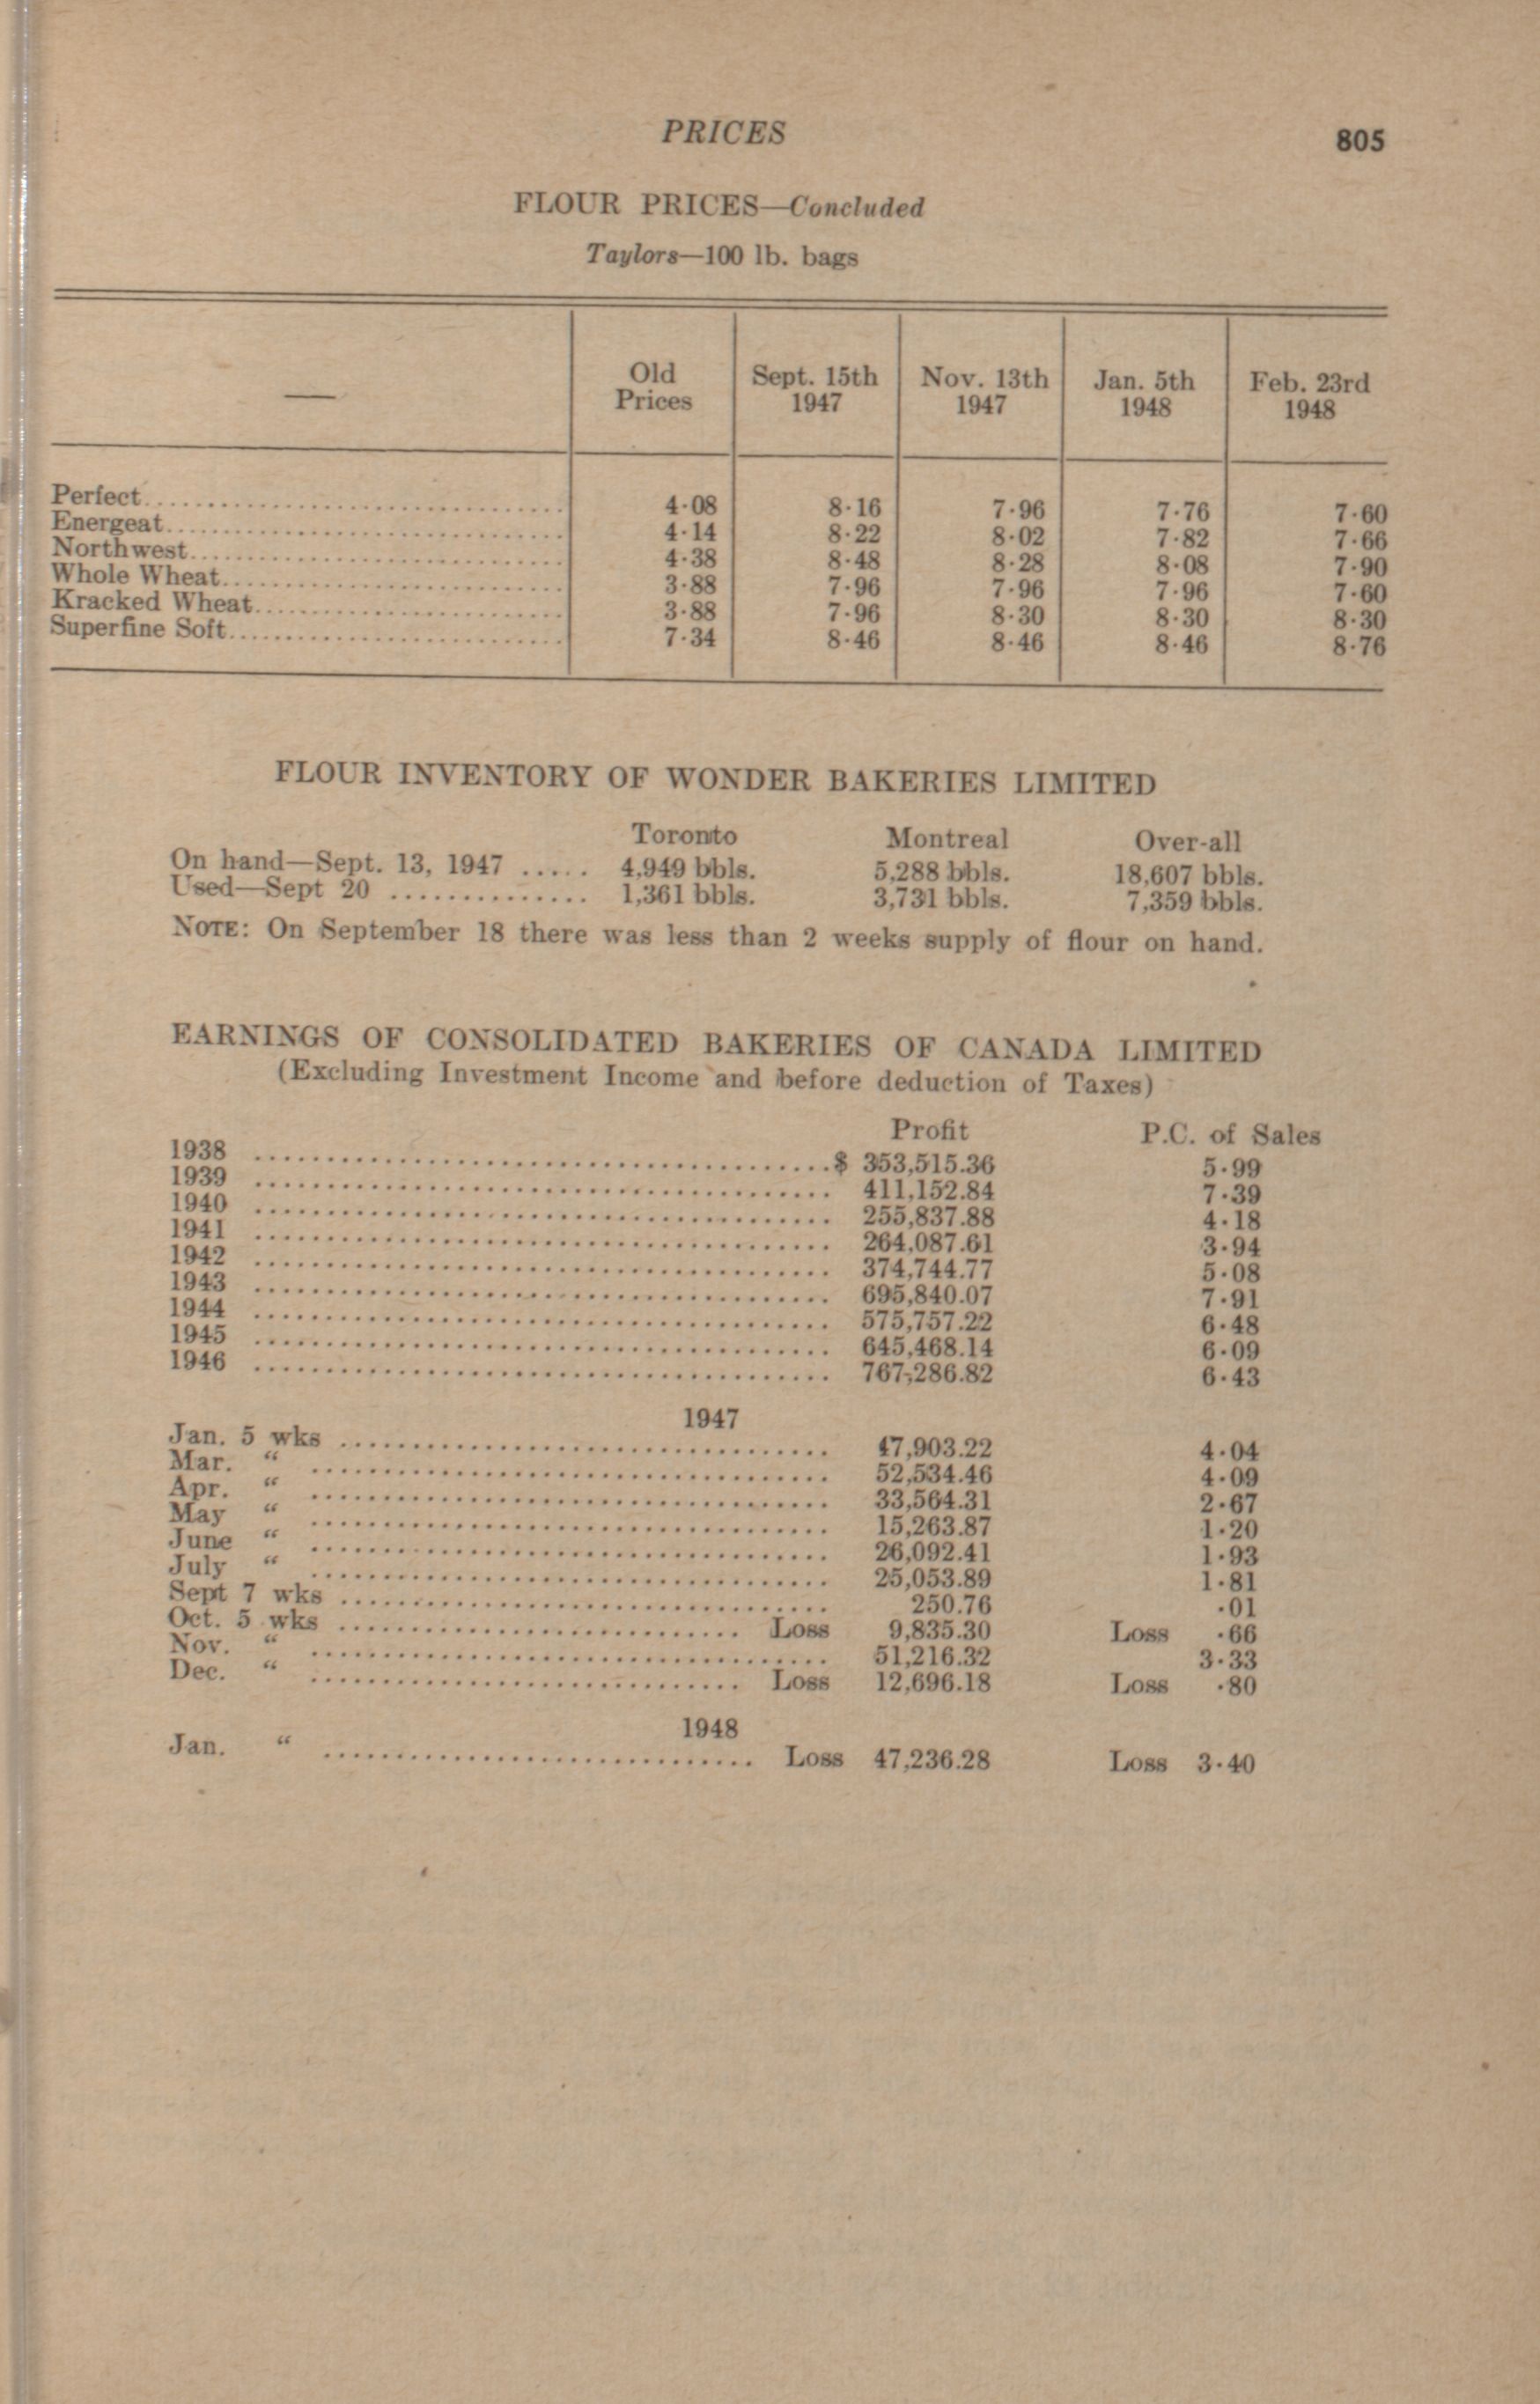 PRICES 805
FLOUR PRICES—Concluded
Taylors—100 lb. bags
— Old Prices Sept. 15th 1947 Nov. 13th 1947 Jan. 5th 1948 Feb. 23rd 1948
Perfect 4·08 8·16 7·96 7·76 7·60
Energeat 4·14 8·22 8·02 7·82 7·66
Northwest 4·38 8·48 8·28 8·08 7·90
Whole Wheat 3·88 7·96 7·96 7·96 7·60
Kracked Wheat 3·88 7·96 8·30 8·30 8·30
Superfine Soft 7·34 8·46 8·46 8·46 8·76
FLOUR INVENTORY OF WONDER BAKERIES LIMITED
Toronto Montreal Over-all
On hand—Sept. 13, 1947 ..... 4,949 bbls. 5,288 bbls. 18,607 bbls.
Used—Sept 20 .............. 1,361 bbls. 3,731 bbls. 7,359 bbls.
NOTE: On September 18 there was less than 2 weeks supply of flour on hand.
EARNINGS OF CONSOLIDATED BAKERIES OF CANADA LIMITED
(Excluding Investment Income and before deduction of Taxes)
Profit P.C. of Sales
1938 ........ $ 353,515.36 5·99
1939 ........ 411,152.84 7·39
1940 ........ 255,837.88 4·18
1941 ........ 264,087.61 3·94
1942 ........ 374,744.77 5·08
1943 ........ 695,840.07 7·91
1944 ........ 575,757.22 6·48
1945 ........ 645,468.14 6·09
1946 ........ 767,286.82 6·43
1947
Jan. 5 wks ........ 47,903.22 4·04
Mar. “ ........ 52,534.46 4·09
Apr. “ ........ 33,564.31 2·67
May “ ........ 15,263.87 1·20
June “ ........ 26,092.41 1·93
July “ ........ 25,053.89 1·81
Sept 7 wks ........ 250.76 ·01
Oct. 5 wks ........ Loss 9,835.30 Loss ·66
Nov. “ ........ 51,216.32 3·33
Dec. “ ........ Loss 12,696.18 Loss ·80
1948
Jan. “ ........ Loss 47,236.28 Loss 3·40